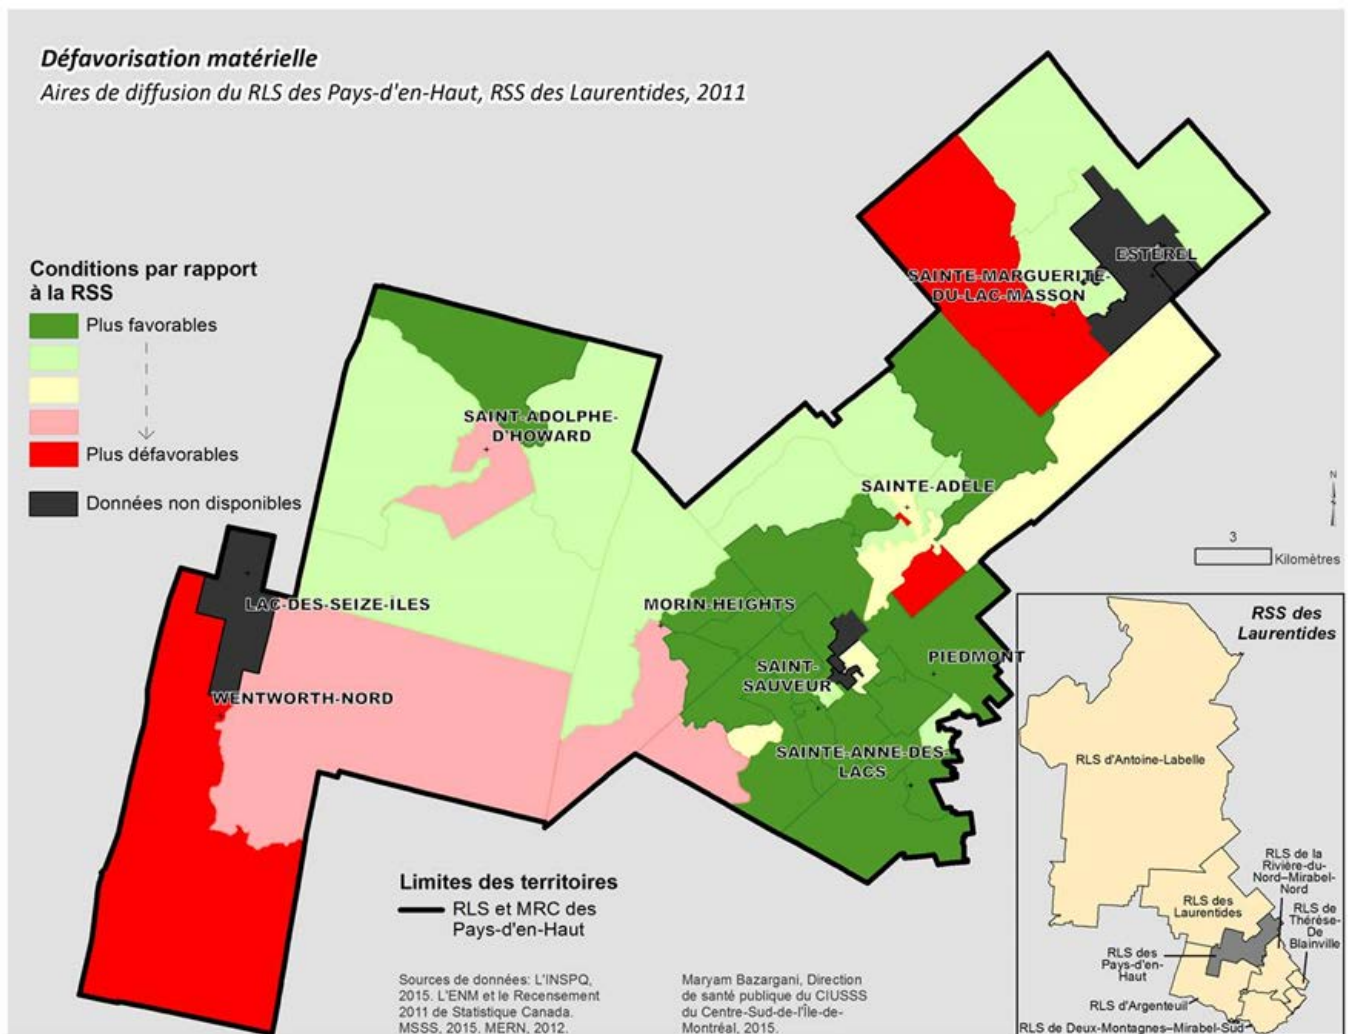 Défavorisation matérielle
Aires de diffusion du RLS des Pays-d'en-Haut, RSS des Laurentides, 2011
Conditions par rapport
à la RSS
Plus favorables
Plus défavorables
Données non disponibles
ESTÉREL
SAINTE-MARGUERITE-
DU-LAC-MASSON
SAINT-ADOLPHE-
D'HOWARD
SAINTE-ADÈLE
LAC-DES-SEIZE-ÎLES
MORIN-HEIGHTS
PIEDMONT
SAINT-
SAUVEUR
WENTWORTH-NORD
SAINTE-ANNE-DES-
LACS
N
3
Kilomètres
Limites des territoires
RLS et MRC des
Pays-d'en-Haut
Sources de données: L'INSPQ,
2015. L'ENM et le Recensement
2011 de Statistique Canada.
MSSS, 2015. MERN, 2012.
Maryam Bazargani, Direction
de santé publique du CIUSSS
du Centre-Sud-de-l'Île-de-
Montréal, 2015.
RSS des
Laurentides
RLS d'Antoine-Labelle
RLS de la
Rivière-du-
Nord–Mirabel-
Nord
RLS des
Laurentides
RLS de
Thérèse-
De
Blainville
RLS des
Pays-d'en-
Haut
RLS d'Argenteuil
RLS de Deux-Montagnes–Mirabel-Sud